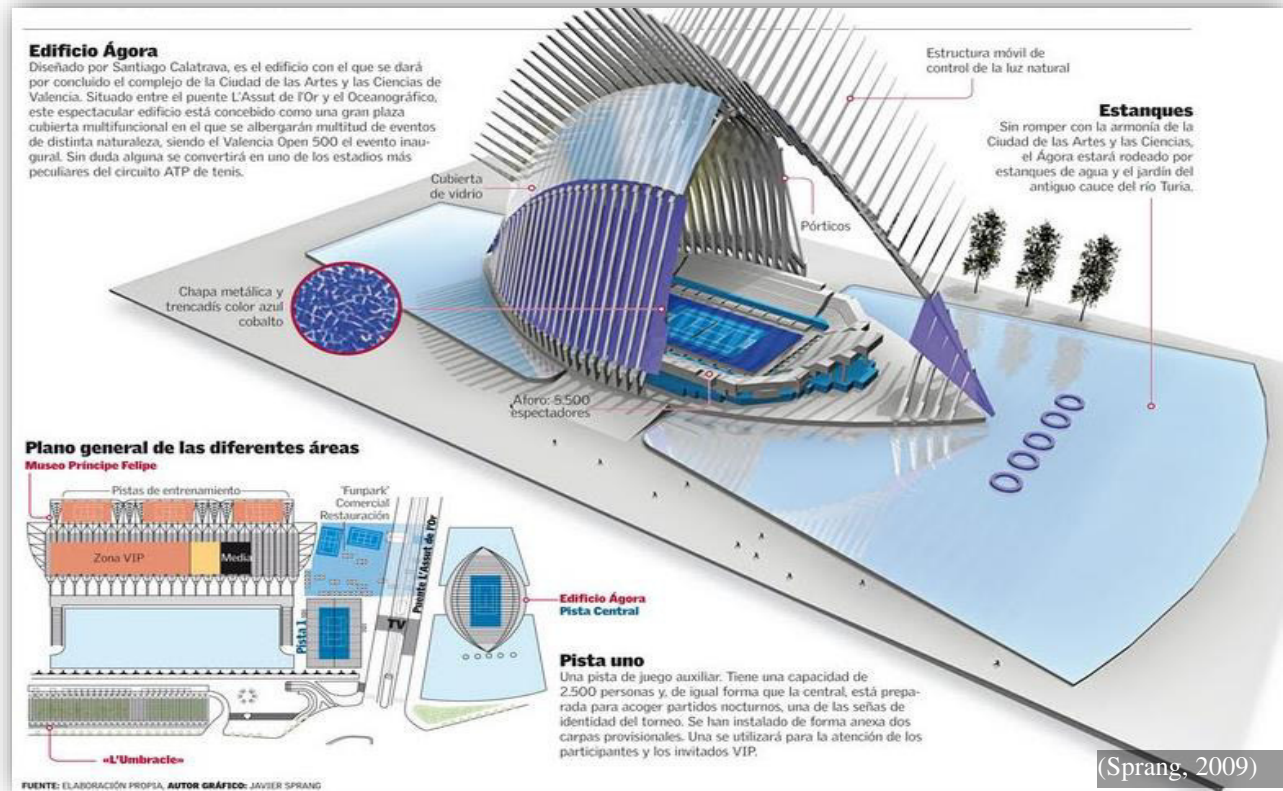 Edificio Ágora
Diseñado por Santiago Calatrava, es el edificio con el que se dará
por concluido el complejo de la Ciudad de las Artes y las Ciencias de
Valencia. Situado entre el puente L'Assut de l'Or y el Oceanográfico,
este espectacular edificio está concebido como una gran plaza
cubierta multifuncional en el que se albergarán multitud de eventos
de distinta naturaleza, siendo el Valencia Open 500 el evento inau-
gural. Sin duda alguna se convertirá en uno de los estadios más
peculiares del circuito ATP de tenis.
Estructura móvil de
control de la luz natural
Estanques
Sin romper con la armonía de la
Ciudad de las Artes y las Ciencias,
el Ágora estará rodeado por
estanques de agua y el jardín del
antiguo cauce del río Turia.
Cubierta
de vidrio
Pórticos
Chapa metálica y
trencadís color azul
cobalto
Aforo: 5.500
espectadores
Plano general de las diferentes áreas
Museo Príncipe Felipe
Pistas de entrenamiento
'Funpark'
Comercial
Restauración
Zona VIP
Media
Puente L'Assut de l'Or
Pista 1
TV
Edificio Ágora
Pista Central
«L'Umbracle»
Pista uno
Una pista de juego auxiliar. Tiene una capacidad de
2.500 personas y, de igual forma que la central, está prepa-
rada para acoger partidos nocturnos, una de las señas de
identidad del torneo. Se han instalado de forma anexa dos
carpas provisionales. Una se utilizará para la atención de los
participantes y los invitados VIP.
FUENTE: ELABORACIÓN PROPIA, AUTOR GRÁFICO: JAVIER SPRANG
(Sprang, 2009)